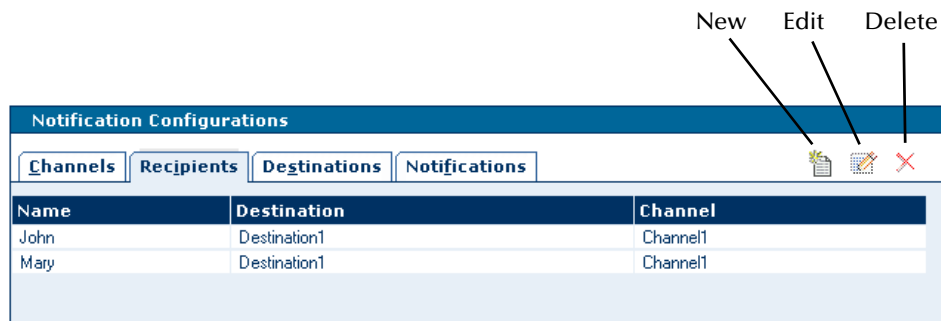 New Edit Delete
Notification Configurations
Channels Recipients Destinations Notifications
Name Destination Channel
John Destination1 Channel1
Mary Destination1 Channel1